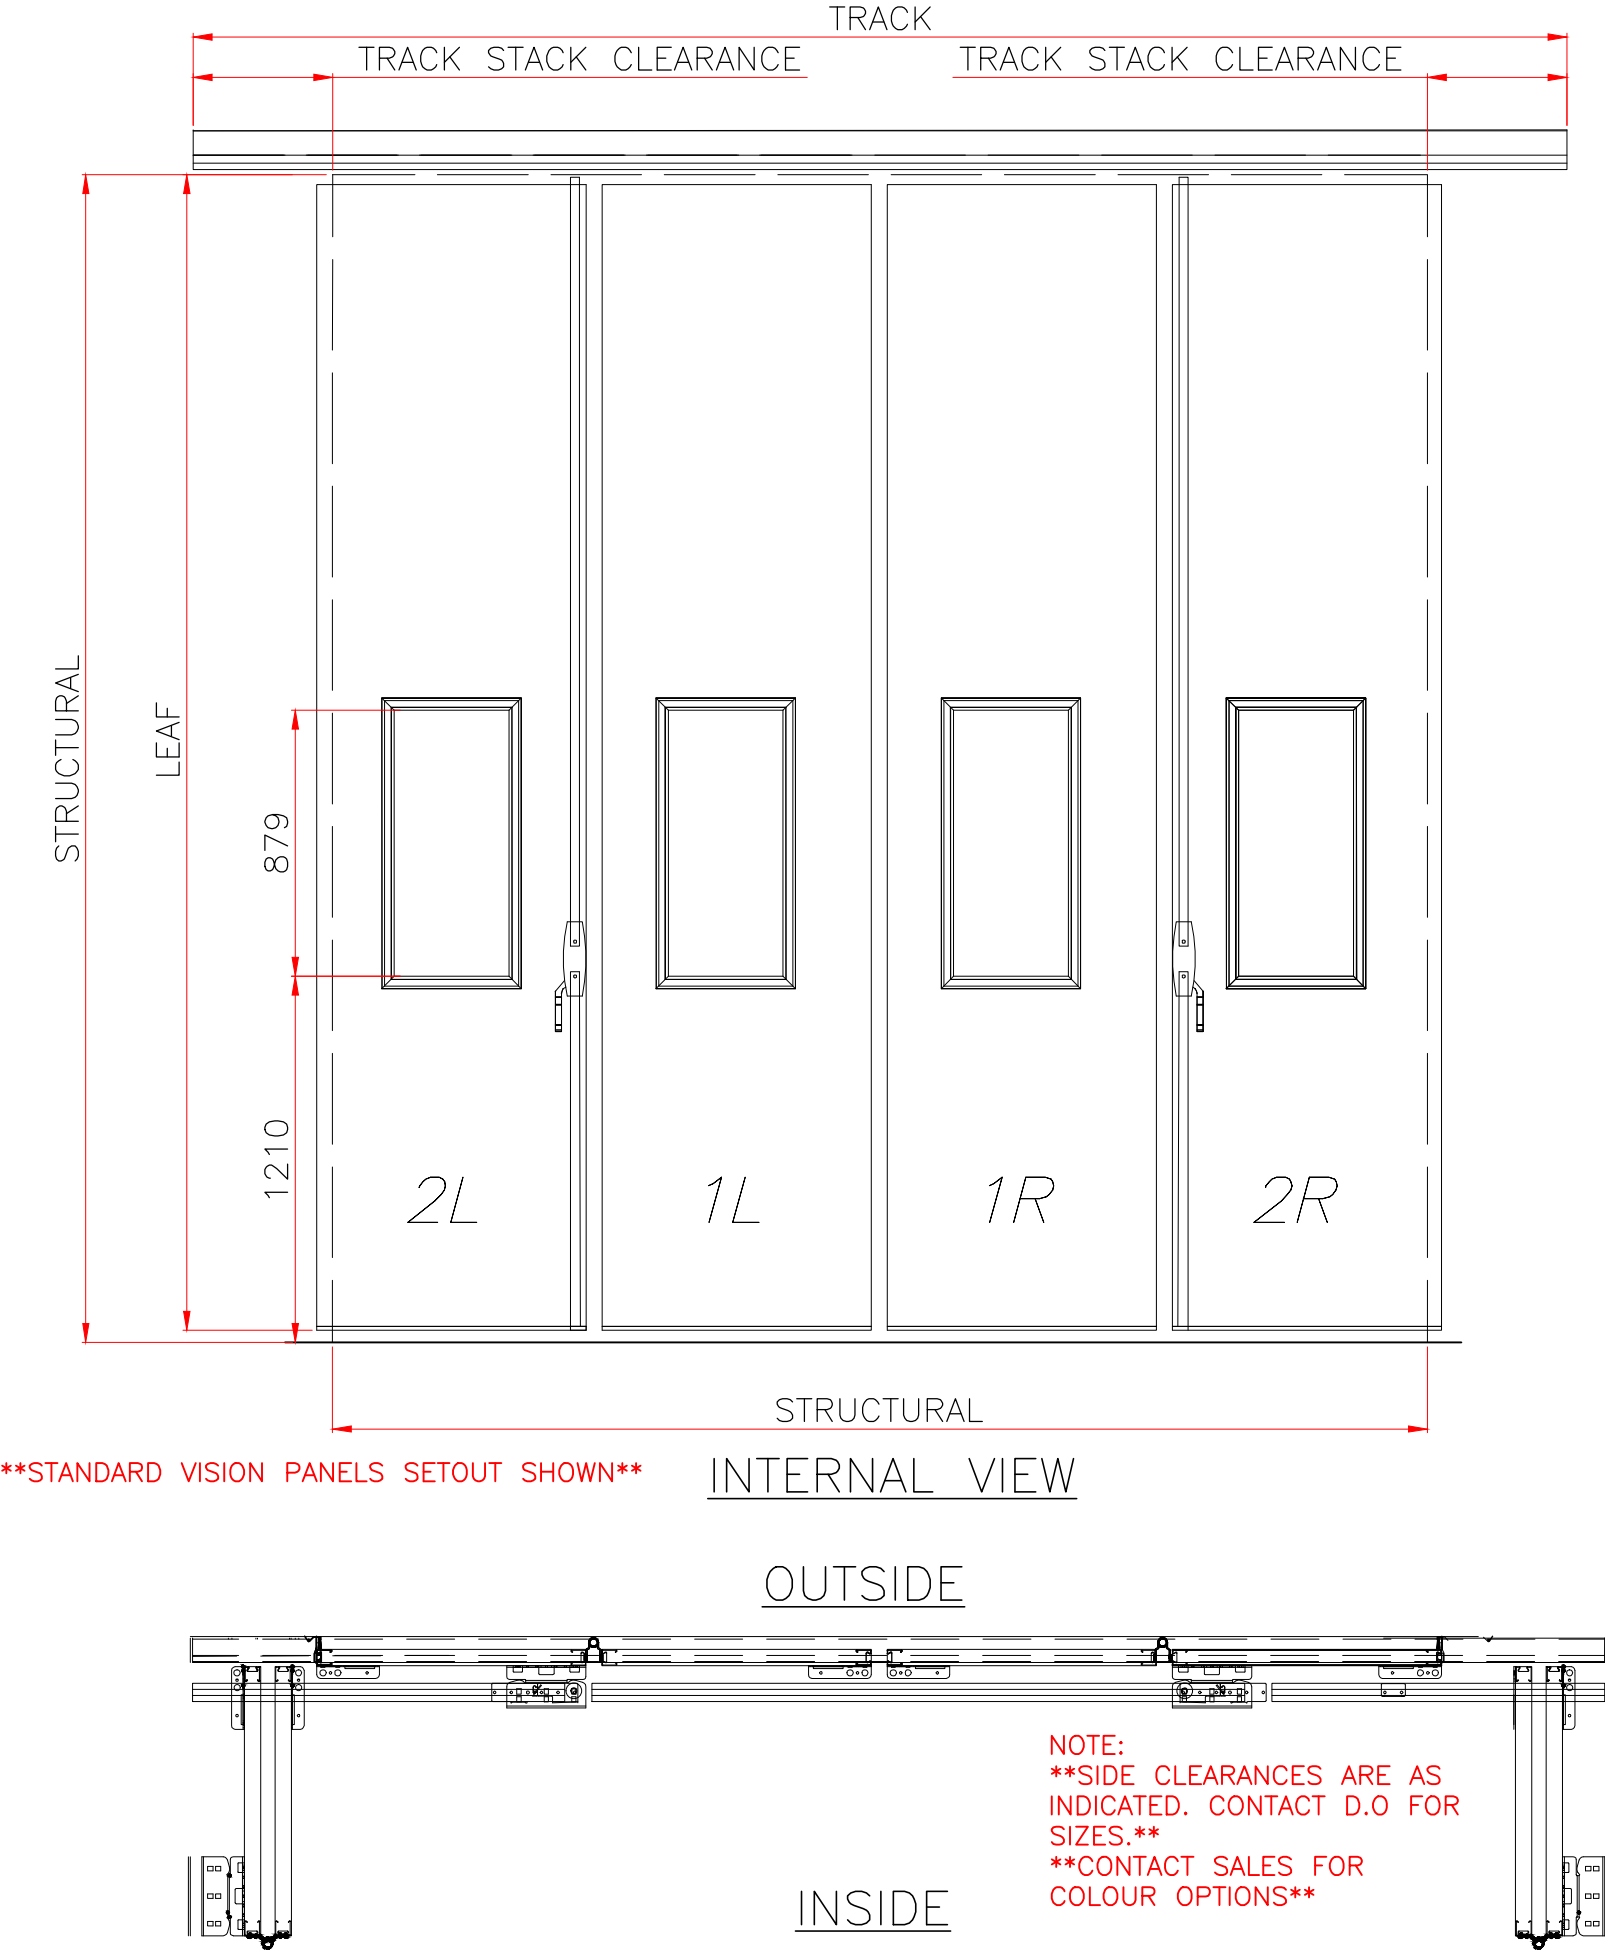 TRACK
TRACK STACK CLEARANCE
TRACK STACK CLEARANCE
STRUCTURAL
LEAF
879
1210
2L
1L
1R
2R
STRUCTURAL
**STANDARD VISION PANELS SETOUT SHOWN**
INTERNAL VIEW
OUTSIDE
NOTE:
**SIDE CLEARANCES ARE AS
INDICATED. CONTACT D.O FOR
SIZES.**
**CONTACT SALES FOR
COLOUR OPTIONS**
INSIDE